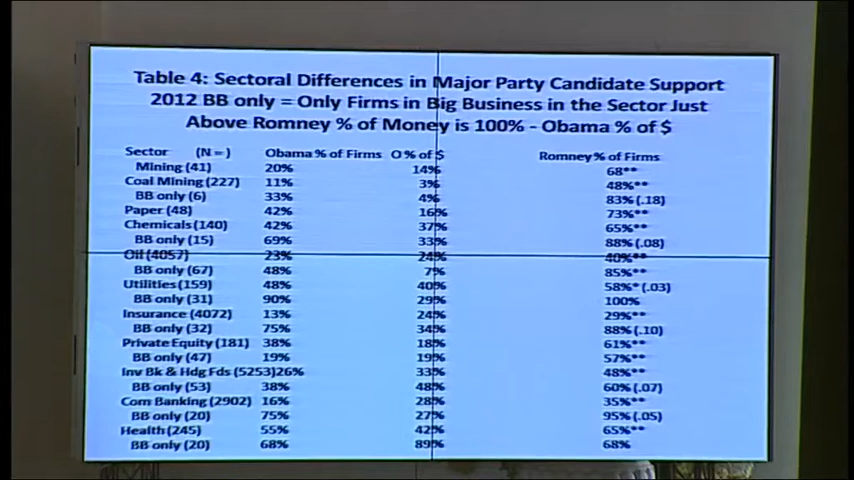 Table 4: Sectoral Differences in Major Party Candidate Support
2012 BB only = Only Firms in Big Business in the Sector Just
Above Romney % of Money is 100% - Obama % of $
Sector (N = ) Obama % of Firms O % of $ Romney % of Firms
Mining (41) 20% 14% 68**
Coal Mining (227) 11% 3% 48%**
BB only (6) 33% 4% 83% (.18)
Paper (48) 42% 16% 73%**
Chemicals (140) 42% 37% 65%**
BB only (15) 69% 33% 88% (.08)
Oil (4057) 23% 24% 40%**
BB only (67) 48% 7% 85%**
Utilities (159) 48% 40% 58%* (.03)
BB only (31) 90% 29% 100%
Insurance (4072) 13% 24% 29%**
BB only (32) 75% 34% 88% (.10)
Private Equity (181) 38% 18% 61%**
BB only (47) 19% 19% 57%**
Inv Bk & Hdg Fds (5253)26% 33% 48%**
BB only (53) 38% 48% 60% (.07)
Com Banking (2902) 16% 28% 35%**
BB only (20) 75% 27% 95% (.05)
Health (245) 55% 42% 65%**
BB only (20) 68% 89% 68%